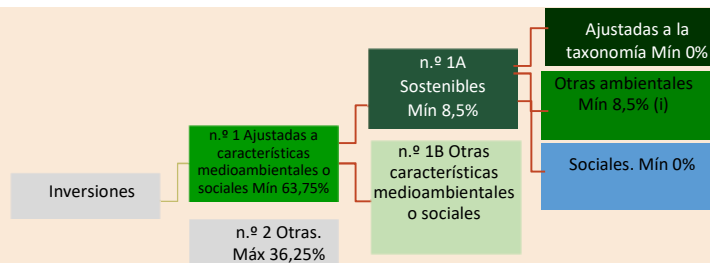 Inversiones
n.º 1 Ajustadas a
características
medioambientales o
sociales Mín 63,75%
n.º 2 Otras.
Máx 36,25%
n.º 1A
Sostenibles
Mín 8,5%
n.º 1B Otras
características
medioambientales
o sociales
Ajustadas a la
taxonomía Mín 0%
Otras ambientales
Mín 8,5% (i)
Sociales. Mín 0%